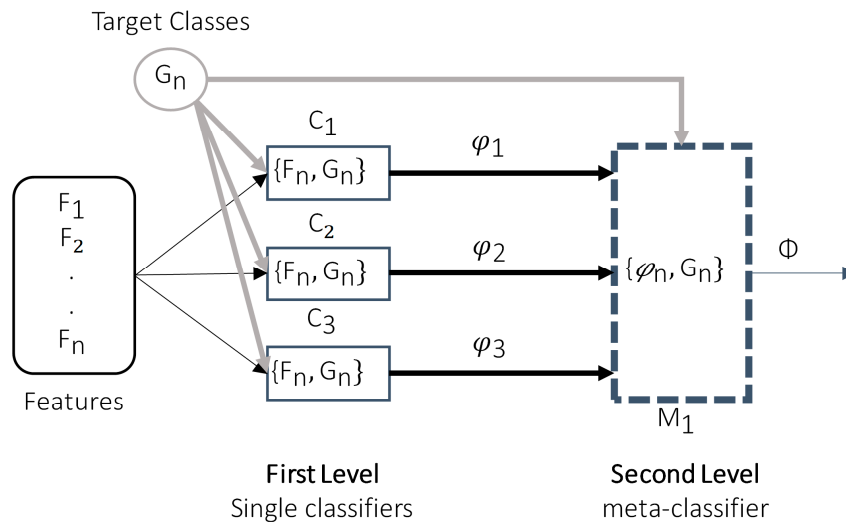 Target Classes
Gn
C1
{Fn, Gn}
φ1
F1
F2
.
.
Fn
Features
C2
{Fn, Gn}
φ2
{φn, Gn}
Φ
C3
{Fn, Gn}
φ3
M1
First Level
Single classifiers
Second Level
meta-classifier